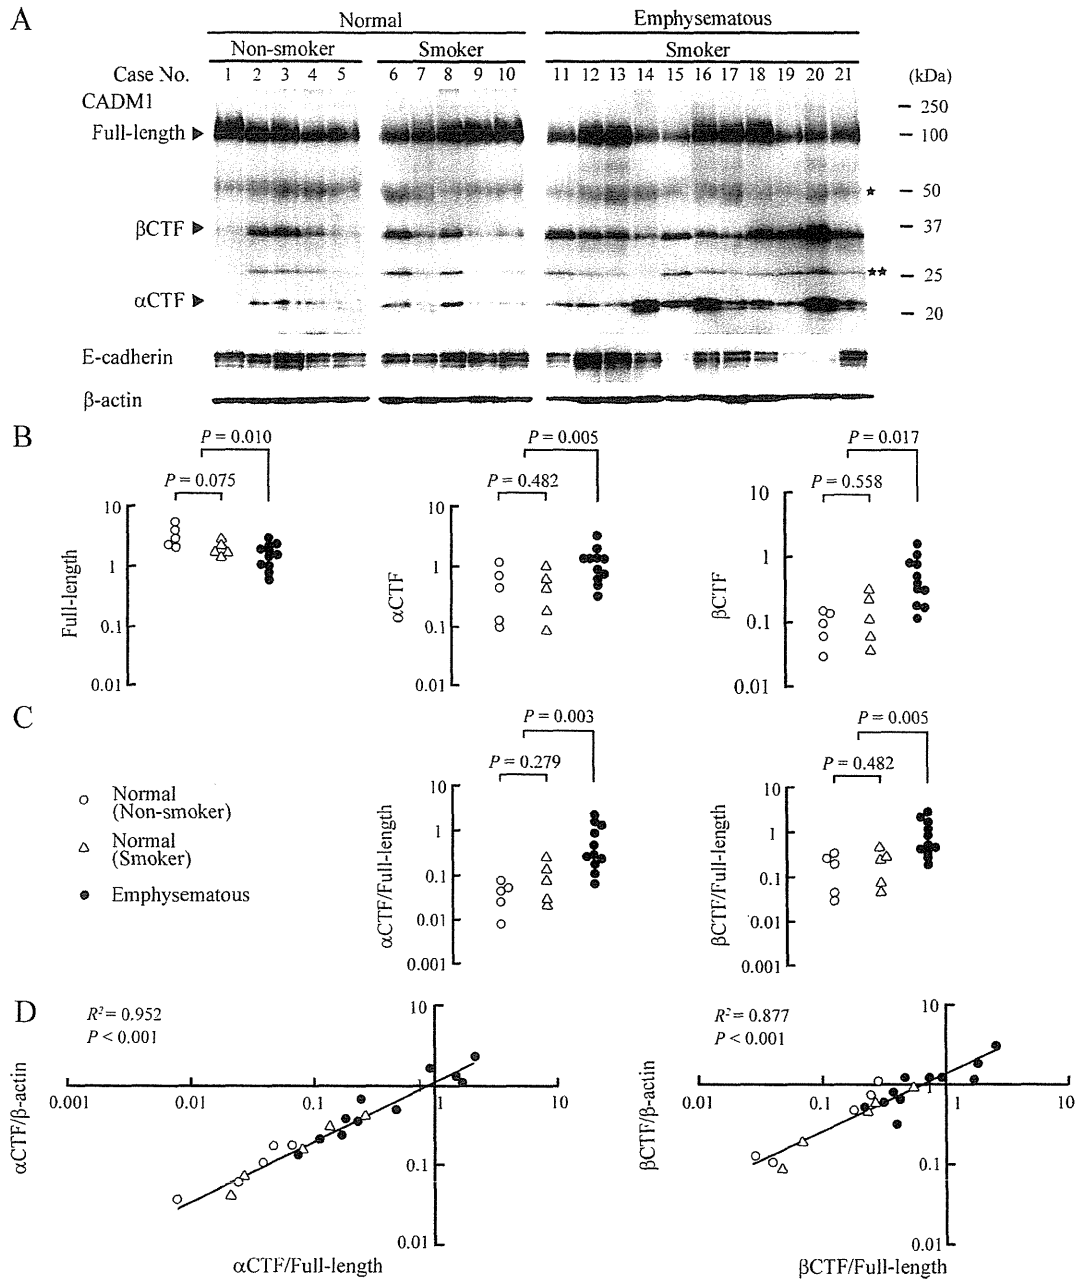 A
Normal
Emphysematous
Non-smoker
Smoker
Smoker
Case No. 1 2 3 4 5 6 7 8 9 10 11 12 13 14 15 16 17 18 19 20 21 (kDa)
CADM1
250
Full-length
100
50
★
βCTF
37
★★
25
αCTF
20
E-cadherin
β-actin
B
P = 0.010
P = 0.075
10
1
0.1
0.01
Full-length
P = 0.005
P = 0.482
10
1
0.1
0.01
αCTF
P = 0.017
P = 0.558
10
1
0.1
0.01
βCTF
C
Normal
(Non-smoker)
Normal
(Smoker)
Emphysematous
P = 0.003
P = 0.279
10
1
0.1
0.01
0.001
αCTF/Full-length
P = 0.005
P = 0.482
10
1
0.1
0.01
0.001
βCTF/Full-length
D
R² = 0.952
P < 0.001
αCTF/β-actin
10
0.001 0.01 0.1 1 10
0.1
0.01
αCTF/Full-length
R² = 0.877
P < 0.001
βCTF/β-actin
10
0.1 1 10
0.1
0.01
βCTF/Full-length